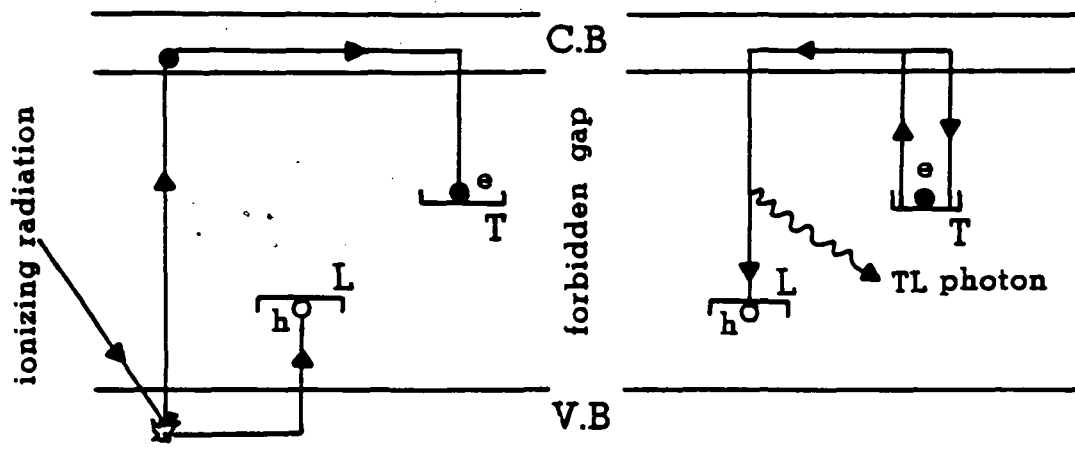 C.B
ionizing radiation
e
T
L
h
forbidden gap
V.B
e
T
TL photon
L
h